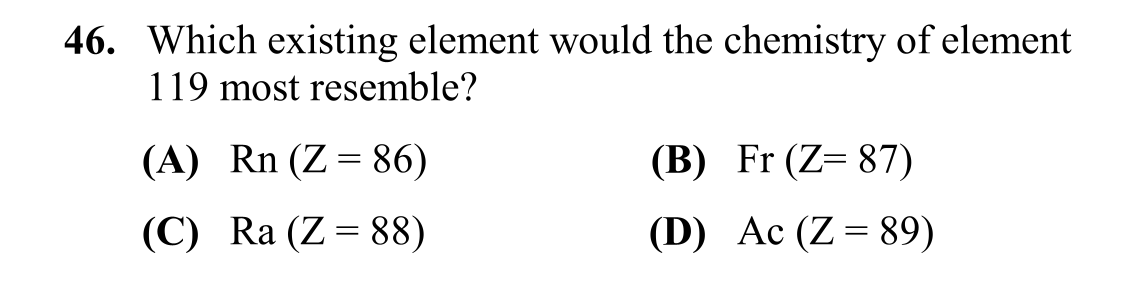 46. Which existing element would the chemistry of element
119 most resemble?
(A) Rn (Z = 86) (B) Fr (Z= 87)
(C) Ra (Z = 88) (D) Ac (Z = 89)